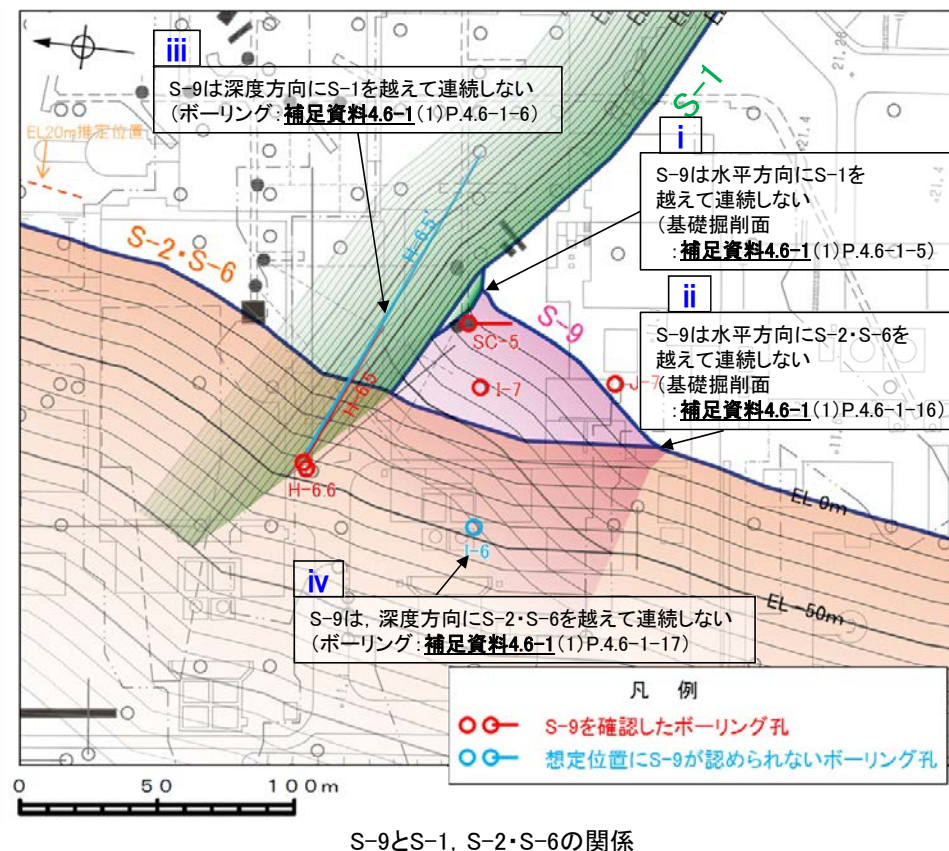 iii
S-9は深度方向にS-1を越えて連続しない
(ボーリング:補足資料4.6-1(1)P.4.6-1-6)
EL20m推定位置
S-1
21.4
21.4
i
S-9は水平方向にS-1を
越えて連続しない
(基礎掘削面
:補足資料4.6-1(1)P.4.6-1-5)
S-2・S-6
H-6.5'
ii
S-9は水平方向にS-2・S-6を
越えて連続しない
(基礎掘削面
:補足資料4.6-1(1)P.4.6-1-16)
S-9
SC-5
I-7
J-7
H-6.5
H-6.6
EL 0m
I-6
EL -50m
iv
S-9は,深度方向にS-2・S-6を越えて連続しない
(ボーリング:補足資料4.6-1(1)P.4.6-1-17)
凡 例
S-9を確認したボーリング孔
想定位置にS-9が認められないボーリング孔
0 50 100m
S-9とS-1,S-2・S-6の関係